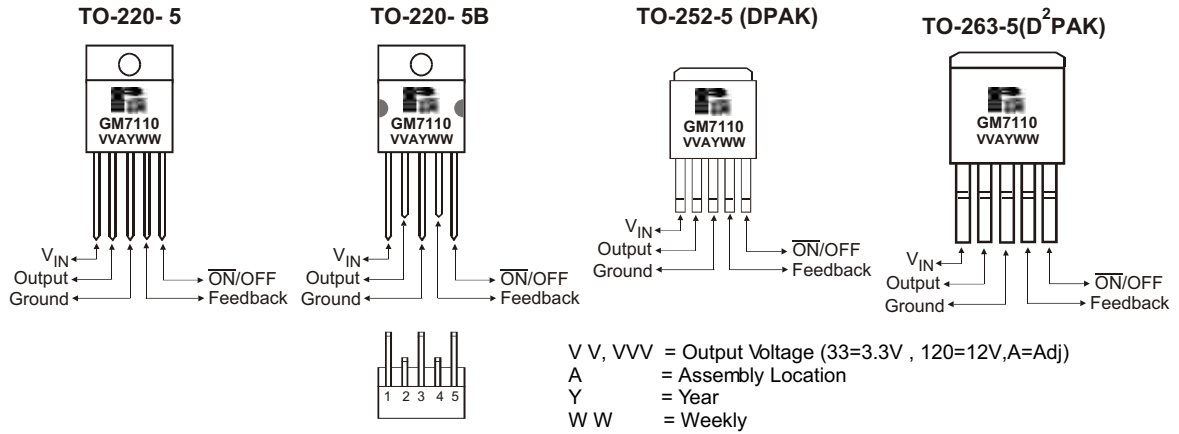 TO-220- 5
GM7110
VVAYWW
VIN
Output
Ground
ON/OFF
Feedback
TO-220- 5B
GM7110
VVAYWW
VIN
Output
Ground
ON/OFF
Feedback
1 2 3 4 5
TO-252-5 (DPAK)
GM7110
VVAYWW
VIN
Output
Ground
ON/OFF
Feedback
TO-263-5(D²PAK)
GM7110
VVAYWW
VIN
Output
Ground
ON/OFF
Feedback
V V, VVV = Output Voltage (33=3.3V , 120=12V,A=Adj)
A = Assembly Location
Y = Year
W W = Weekly